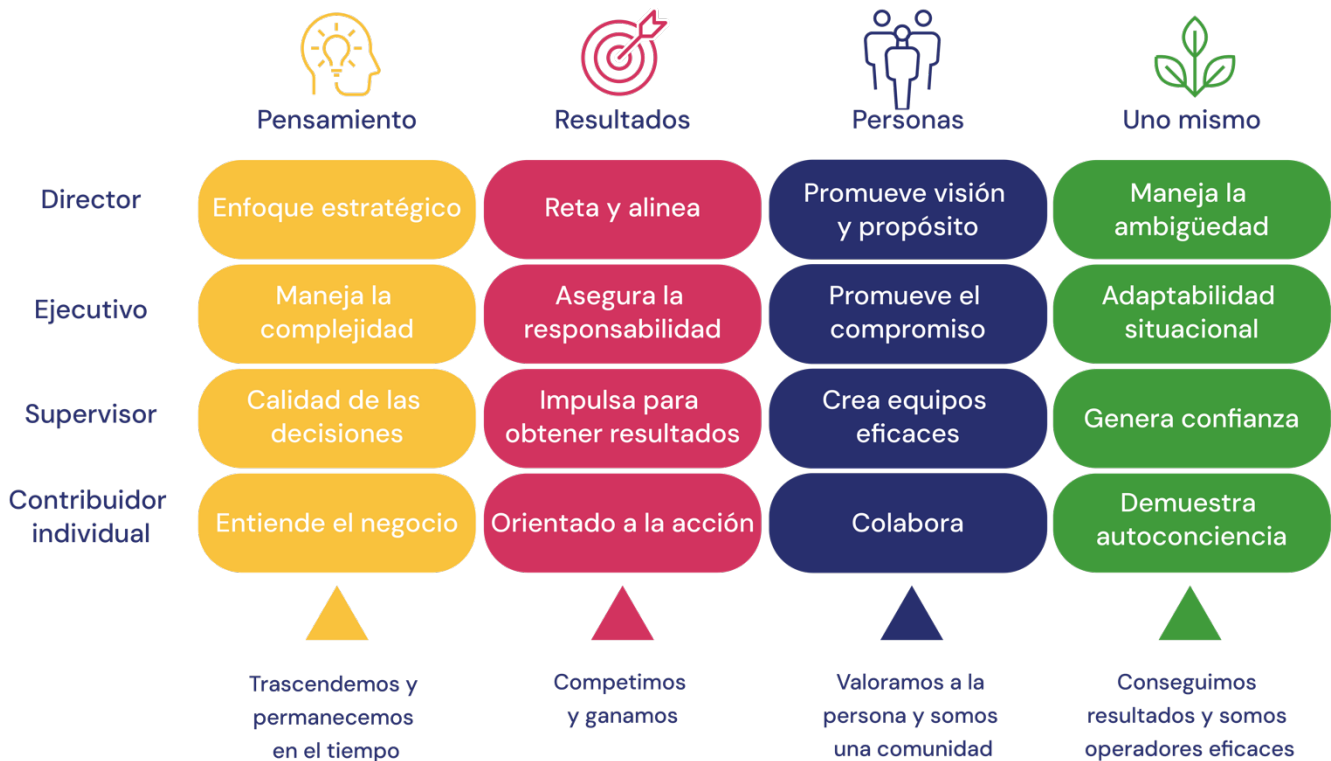 Pensamiento
Resultados
Personas
Uno mismo
Director
Enfoque estratégico
Reta y alinea
Promueve visión
y propósito
Maneja la
ambigüedad
Ejecutivo
Maneja la
complejidad
Asegura la
responsabilidad
Promueve el
compromiso
Adaptabilidad
situacional
Supervisor
Calidad de las
decisiones
Impulsa para
obtener resultados
Crea equipos
eficaces
Genera confianza
Contribuidor
individual
Entiende el negocio
Orientado a la acción
Colabora
Demuestra
autoconciencia
Trascendemos y
permanecemos
en el tiempo
Competimos
y ganamos
Valoramos a la
persona y somos
una comunidad
Conseguimos
resultados y somos
operadores eficaces